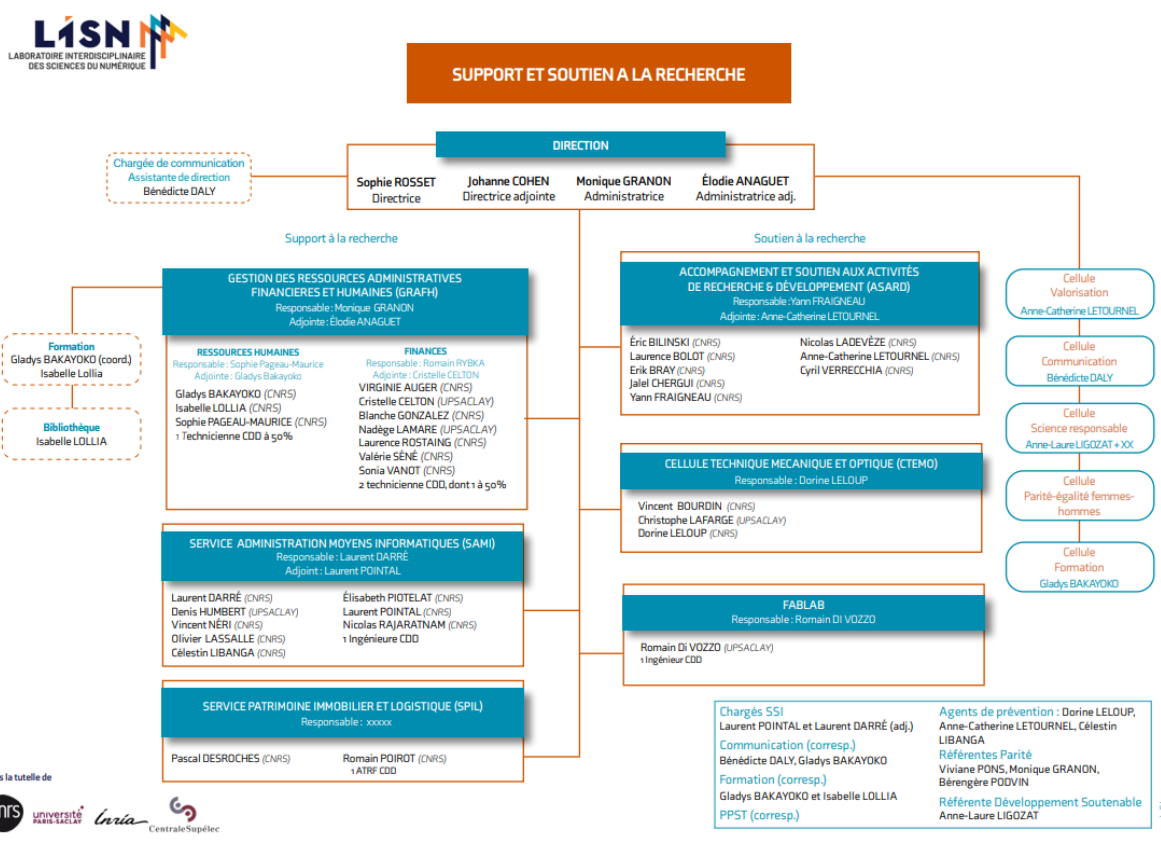 LISN
LABORATOIRE INTERDISCIPLINAIRE
DES SCIENCES DU NUMÉRIQUE
SUPPORT ET SOUTIEN A LA RECHERCHE
DIRECTION
Sophie ROSSET
Directrice
Johanne COHEN
Directrice adjointe
Monique GRANON
Administratrice
Élodie ANAGUET
Administratrice adj.
Chargée de communication
Assistante de direction
Bénédicte DALY
Support à la recherche
Soutien à la recherche
GESTION DES RESSOURCES ADMINISTRATIVES
FINANCIERES ET HUMAINES (GRAFH)
Responsable : Monique GRANON
Adjointe : Élodie ANAGUET
RESSOURCES HUMAINES
Responsable : Sophie Pageau-Maurice
Adjointe : Gladys Bakayoko
Gladys BAKAYOKO (CNRS)
Isabelle LOLLIA (CNRS)
Sophie PAGEAU-MAURICE (CNRS)
1 Technicienne CDD à 50%
FINANCES
Responsable : Romain RYBKA
Adjointe : Cristelle CELTON
VIRGINIE AUGER (CNRS)
Cristelle CELTON (UPSACLAY)
Blanche GONZALEZ (CNRS)
Nadège LAMARE (UPSACLAY)
Laurence ROSTAING (CNRS)
Valérie SÉNÉ (CNRS)
Sonia VANOT (CNRS)
2 technicienne CDD, dont 1 à 50%
Formation
Gladys BAKAYOKO (coord.)
Isabelle Lollia
Bibliothèque
Isabelle LOLLIA
SERVICE ADMINISTRATION MOYENS INFORMATIQUES (SAMI)
Responsable : Laurent DARRÉ
Adjoint : Laurent POINTAL
Laurent DARRÉ (CNRS)
Denis HUMBERT (UPSACLAY)
Vincent NÉRI (CNRS)
Olivier LASSALLE (CNRS)
Célestin LIBANGA (CNRS)
Élisabeth PIOTELAT (CNRS)
Laurent POINTAL (CNRS)
Nicolas RAJARATNAM (CNRS)
1 Ingénieure CDD
SERVICE PATRIMOINE IMMOBILIER ET LOGISTIQUE (SPIL)
Responsable : xxxxx
Pascal DESROCHES (CNRS)
Romain POIROT (CNRS)
1 ATRF CDD
ACCOMPAGNEMENT ET SOUTIEN AUX ACTIVITÉS
DE RECHERCHE & DÉVELOPPEMENT (ASARD)
Responsable :Yann FRAIGNEAU
Adjointe : Anne-Catherine LETOURNEL
Éric BILINSKI (CNRS)
Laurence BOLOT (CNRS)
Erik BRAY (CNRS)
Jalel CHERGUI (CNRS)
Yann FRAIGNEAU (CNRS)
Nicolas LADEVÈZE (CNRS)
Anne-Catherine LETOURNEL (CNRS)
Cyril VERRECCHIA (CNRS)
CELLULE TECHNIQUE MECANIQUE ET OPTIQUE (CTEMO)
Responsable : Dorine LELOUP
Vincent BOURDIN (CNRS)
Christophe LAFARGE (UPSACLAY)
Dorine LELOUP (CNRS)
FABLAB
Responsable : Romain DI VOZZO
Romain Di VOZZO (UPSACLAY)
1 Ingénieur CDD
Cellule
Valorisation
Anne-Catherine LETOURNEL
Cellule
Communication
Bénédicte DALY
Cellule
Science responsable
Anne-Laure LIGOZAT + XX
Cellule
Parité-égalité femmes-
hommes
Cellule
Formation
Gladys BAKAYOKO
Chargés SSI
Laurent POINTAL et Laurent DARRÉ (adj.)
Communication (corresp.)
Bénédicte DALY, Gladys BAKAYOKO
Formation (corresp.)
Gladys BAKAYOKO et Isabelle LOLLIA
PPST (corresp.)
Agents de prévention : Dorine LELOUP,
Anne-Catherine LETOURNEL, Célestin
LIBANGA
Référentes Parité
Viviane PONS, Monique GRANON,
Bérengère PODVIN
Référente Développement Soutenable
Anne-Laure LIGOZAT
s la tutelle de
nrs
université
PARIS-SACLAY
Inria
CentraleSupélec